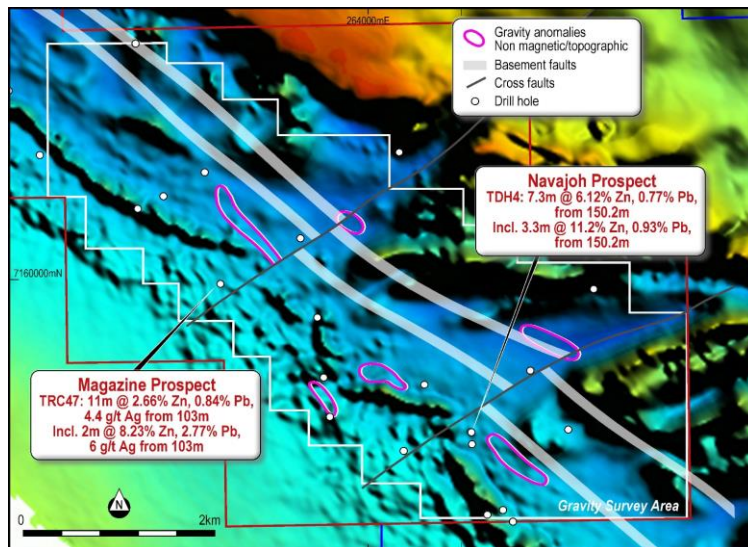 264000mE
Gravity anomalies
Non magnetic/topographic
Basement faults
Cross faults
Drill hole
Navajoh Prospect
TDH4: 7.3m @ 6.12% Zn, 0.77% Pb,
from 150.2m
Incl. 3.3m @ 11.2% Zn, 0.93% Pb,
from 150.2m
7160000mN
Magazine Prospect
TRC47: 11m @ 2.66% Zn, 0.84% Pb,
4.4 g/t Ag from 103m
Incl. 2m @ 8.23% Zn, 2.77% Pb,
6 g/t Ag from 103m
N
0
2km
Gravity Survey Area